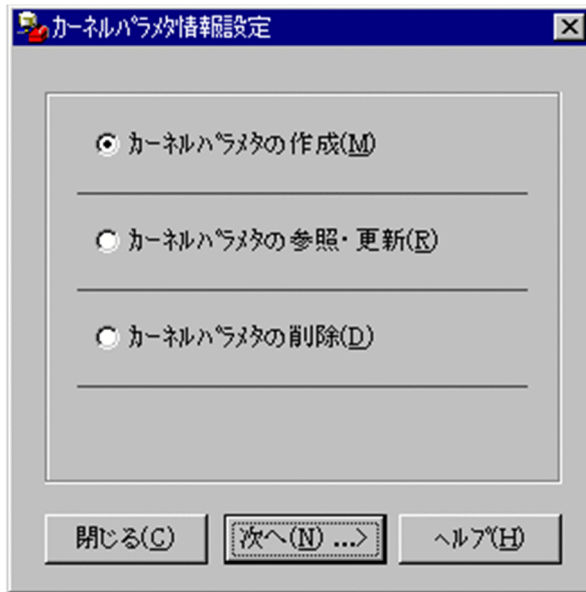 カーネルパラメタ情報設定
カーネルパラメタの作成(M)
カーネルパラメタの参照・更新(R)
カーネルパラメタの削除(D)
閉じる(C) 次へ(N) ...> ヘルプ(H)